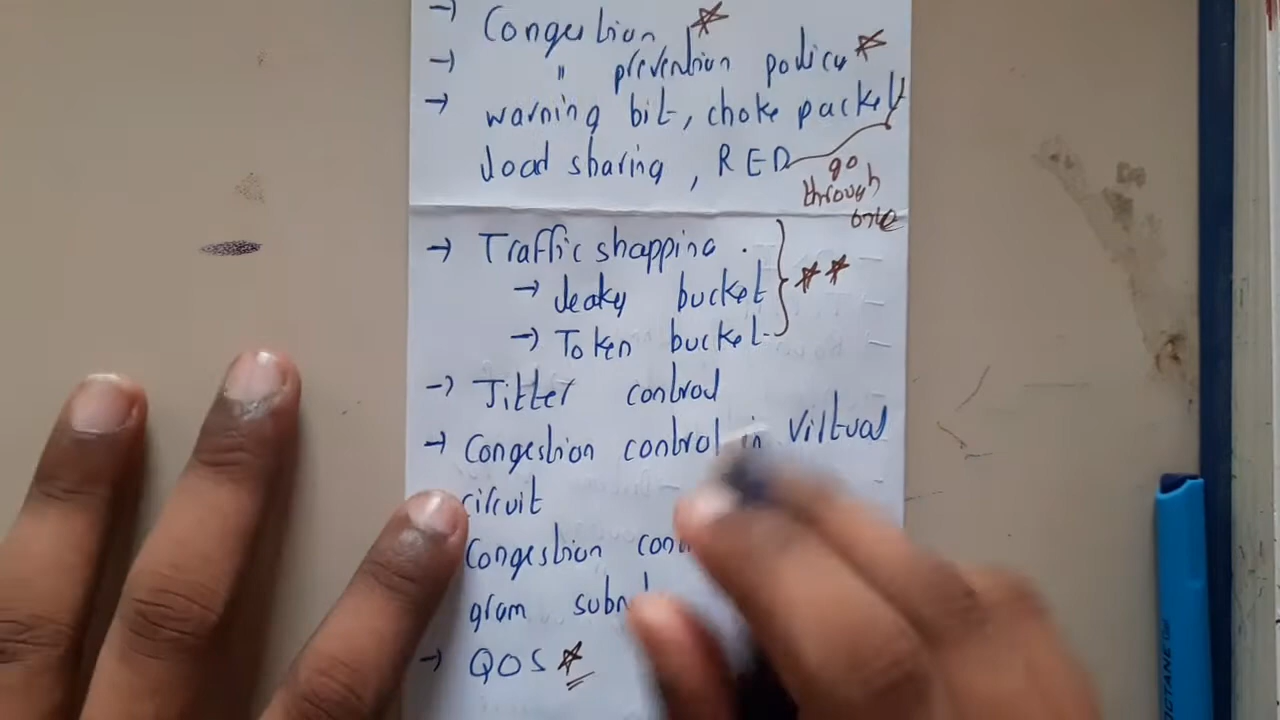 → Congestion
→ " prevention policy
→ warning bit, choke packet
load sharing, RED
go
through
once
→ Traffic shapping .
→ leaky bucket
→ Token bucket
→ Jitter control
→ Congestion control in Virtual
circuit
Congestion
gram
→ QOS